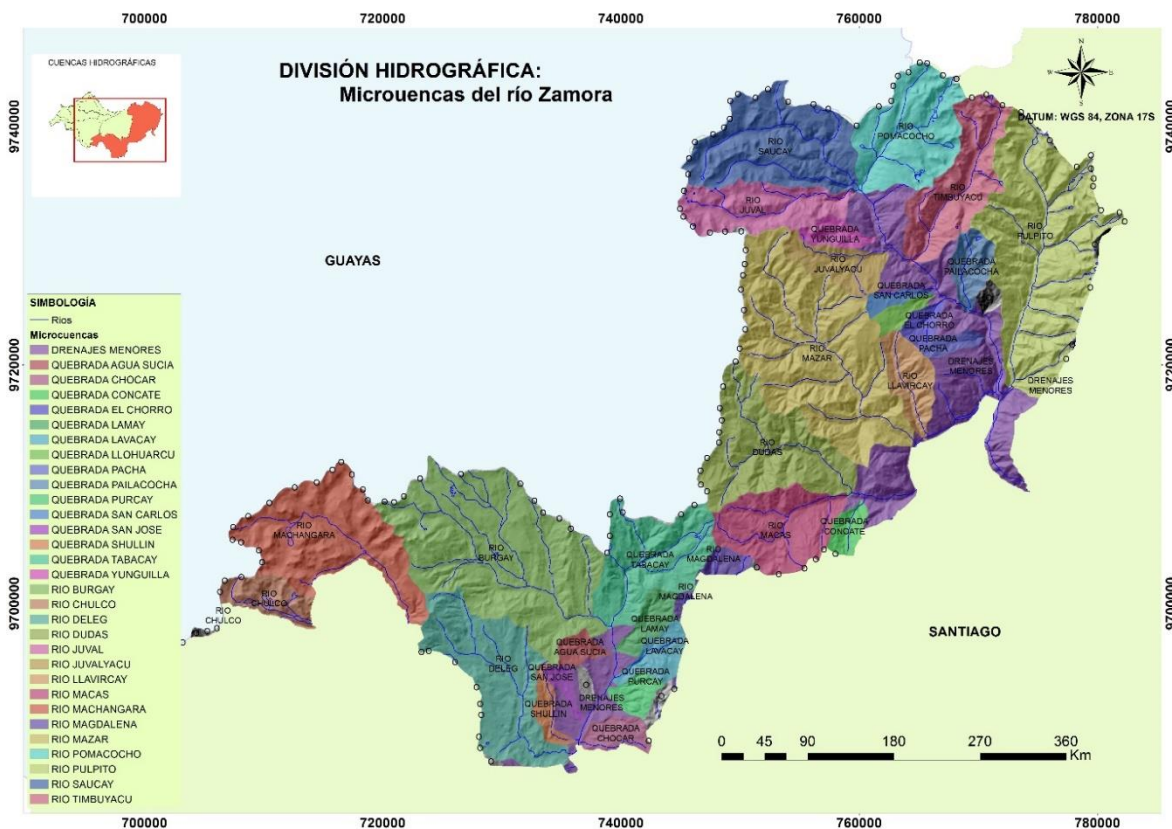 700000
720000
740000
760000
780000
CUENCAS HIDROGRÁFICAS
DIVISIÓN HIDROGRÁFICA:
Microuencas del río Zamora
N
W
E
S
DATUM: WGS 84, ZONA 17S
9740000
9740000
RIO
SAUCAY
RIO
POMACOCHO
RIO
TIMBUYACU
RIO
JUVAL
QUEBRADA
YUNGUILLA
RIO
PULPITO
GUAYAS
RIO
JUVALYACU
QUEBRADA
PAILACOCHA
QUEBRADA
SAN CARLOS
QUEBRADA
EL CHORRO
QUEBRADA
PACHA
RIO
MAZAR
RIO
LLAVIRCAY
DRENAJES
MENORES
DRENAJES
MENORES
9720000
9720000
RIO
DUDAS
RIO
MACHANGARA
RIO
BURGAY
RIO
MACAS
QUEBRADA
CONCATE
QUEBRADA
TABACAY
RIO
MAGDALENA
RIO
MAGDALENA
RIO
CHULCO
RIO
CHULCO
9700000
9700000
QUEBRADA
LAMAY
QUEBRADA
AGUA SUCIA
QUEBRADA
LAVACAY
RIO
DELEG
QUEBRADA
SAN JOSE
QUEBRADA
PURCAY
QUEBRADA
SHULLIN
DRENAJES
MENORES
QUEBRADA
CHOCAR
SANTIAGO
SIMBOLOGÍA
Rios
Microcuencas
DRENAJES MENORES
QUEBRADA AGUA SUCIA
QUEBRADA CHOCAR
QUEBRADA CONCATE
QUEBRADA EL CHORRO
QUEBRADA LAMAY
QUEBRADA LAVACAY
QUEBRADA LLOHUARCU
QUEBRADA PACHA
QUEBRADA PAILACOCHA
QUEBRADA PURCAY
QUEBRADA SAN CARLOS
QUEBRADA SAN JOSE
QUEBRADA SHULLIN
QUEBRADA TABACAY
QUEBRADA YUNGUILLA
RIO BURGAY
RIO CHULCO
RIO DELEG
RIO DUDAS
RIO JUVAL
RIO JUVALYACU
RIO LLAVIRCAY
RIO MACAS
RIO MACHANGARA
RIO MAGDALENA
RIO MAZAR
RIO POMACOCHO
RIO PULPITO
RIO SAUCAY
RIO TIMBUYACU
0 45 90 180 270 360
Km
700000
720000
740000
760000
780000